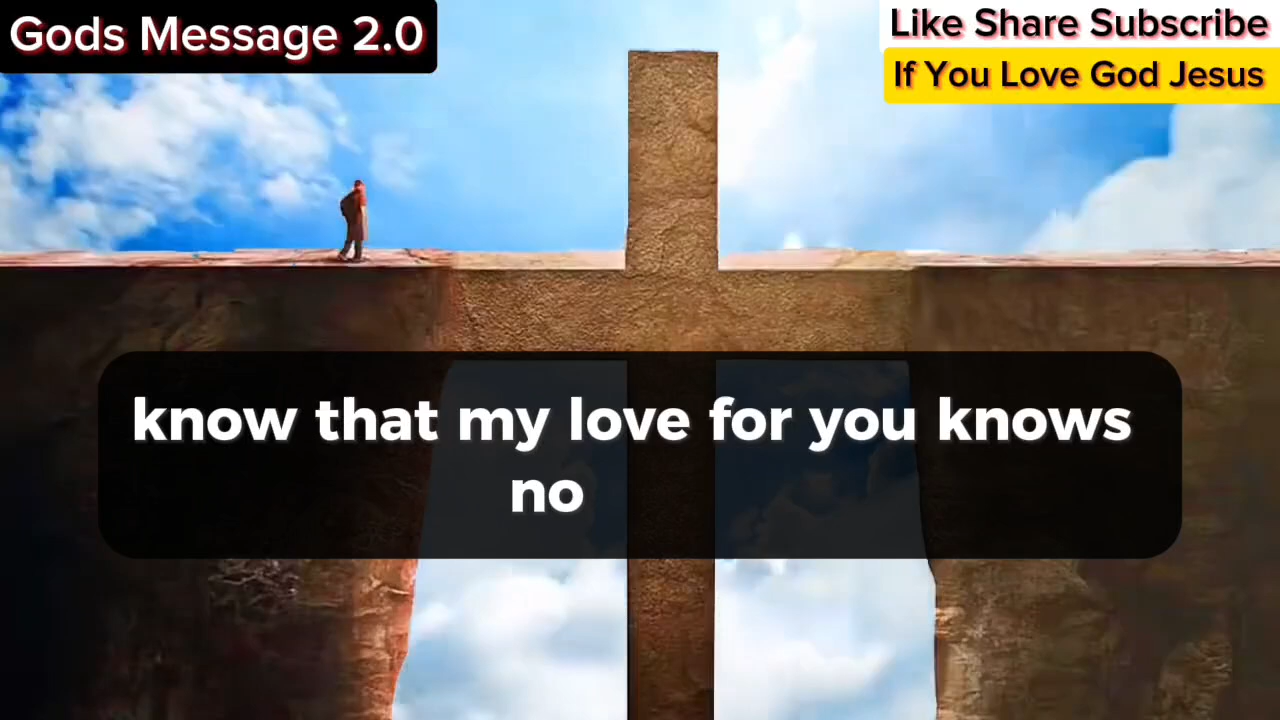 Gods Message 2.0
Like Share Subscribe
If You Love God Jesus
know that my love for you knows
no